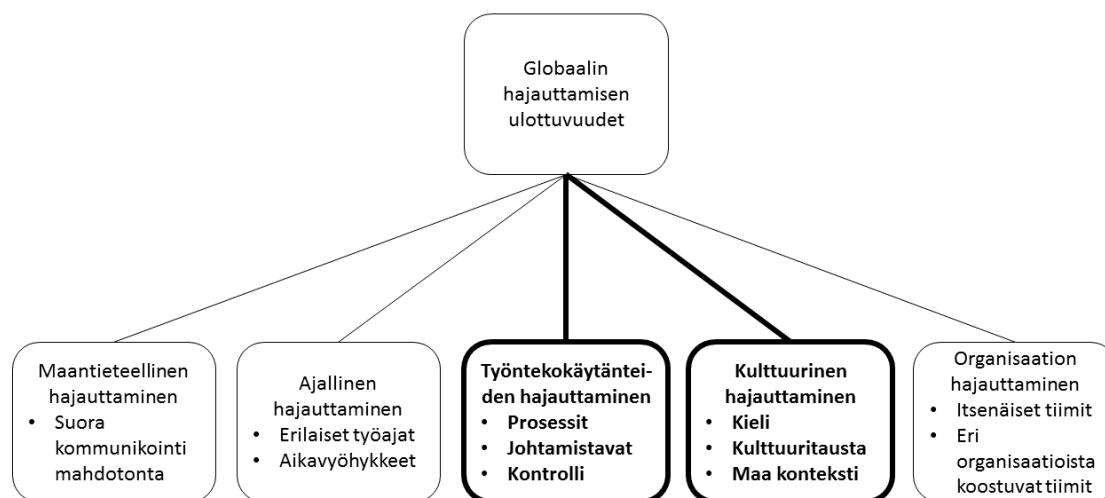 Globaalin
hajauttamisen
ulottuvuudet
Maantieteellinen
hajauttaminen
• Suora
kommunikointi
mahdotonta
Ajallinen
hajauttaminen
• Erilaiset työajat
• Aikavyöhykkeet
Työntekokäytäntei-
den hajauttaminen
• Prosessit
• Johtamistavat
• Kontrolli
Kulttuurinen
hajauttaminen
• Kieli
• Kulttuuritausta
• Maa konteksti
Organisaation
hajauttaminen
• Itsenäiset tiimit
• Eri
organisaatioista
koostuvat tiimit